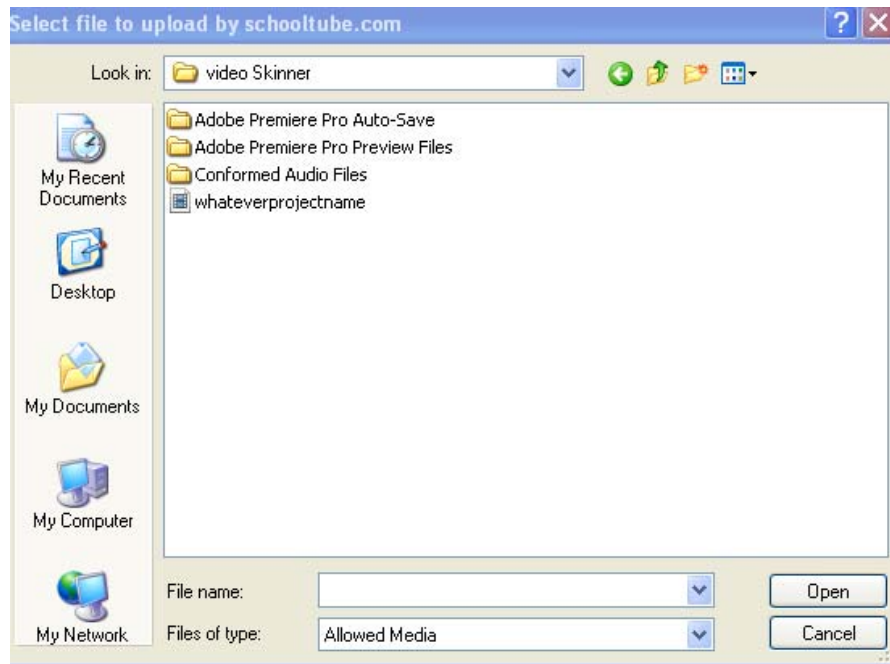 Select file to upload by schooltube.com
?
Look in:
video Skinner
Adobe Premiere Pro Auto-Save
Adobe Premiere Pro Preview Files
Conformed Audio Files
whateverprojectname
My Recent
Documents
Desktop
My Documents
My Computer
My Network
File name:
Open
Files of type:
Allowed Media
Cancel